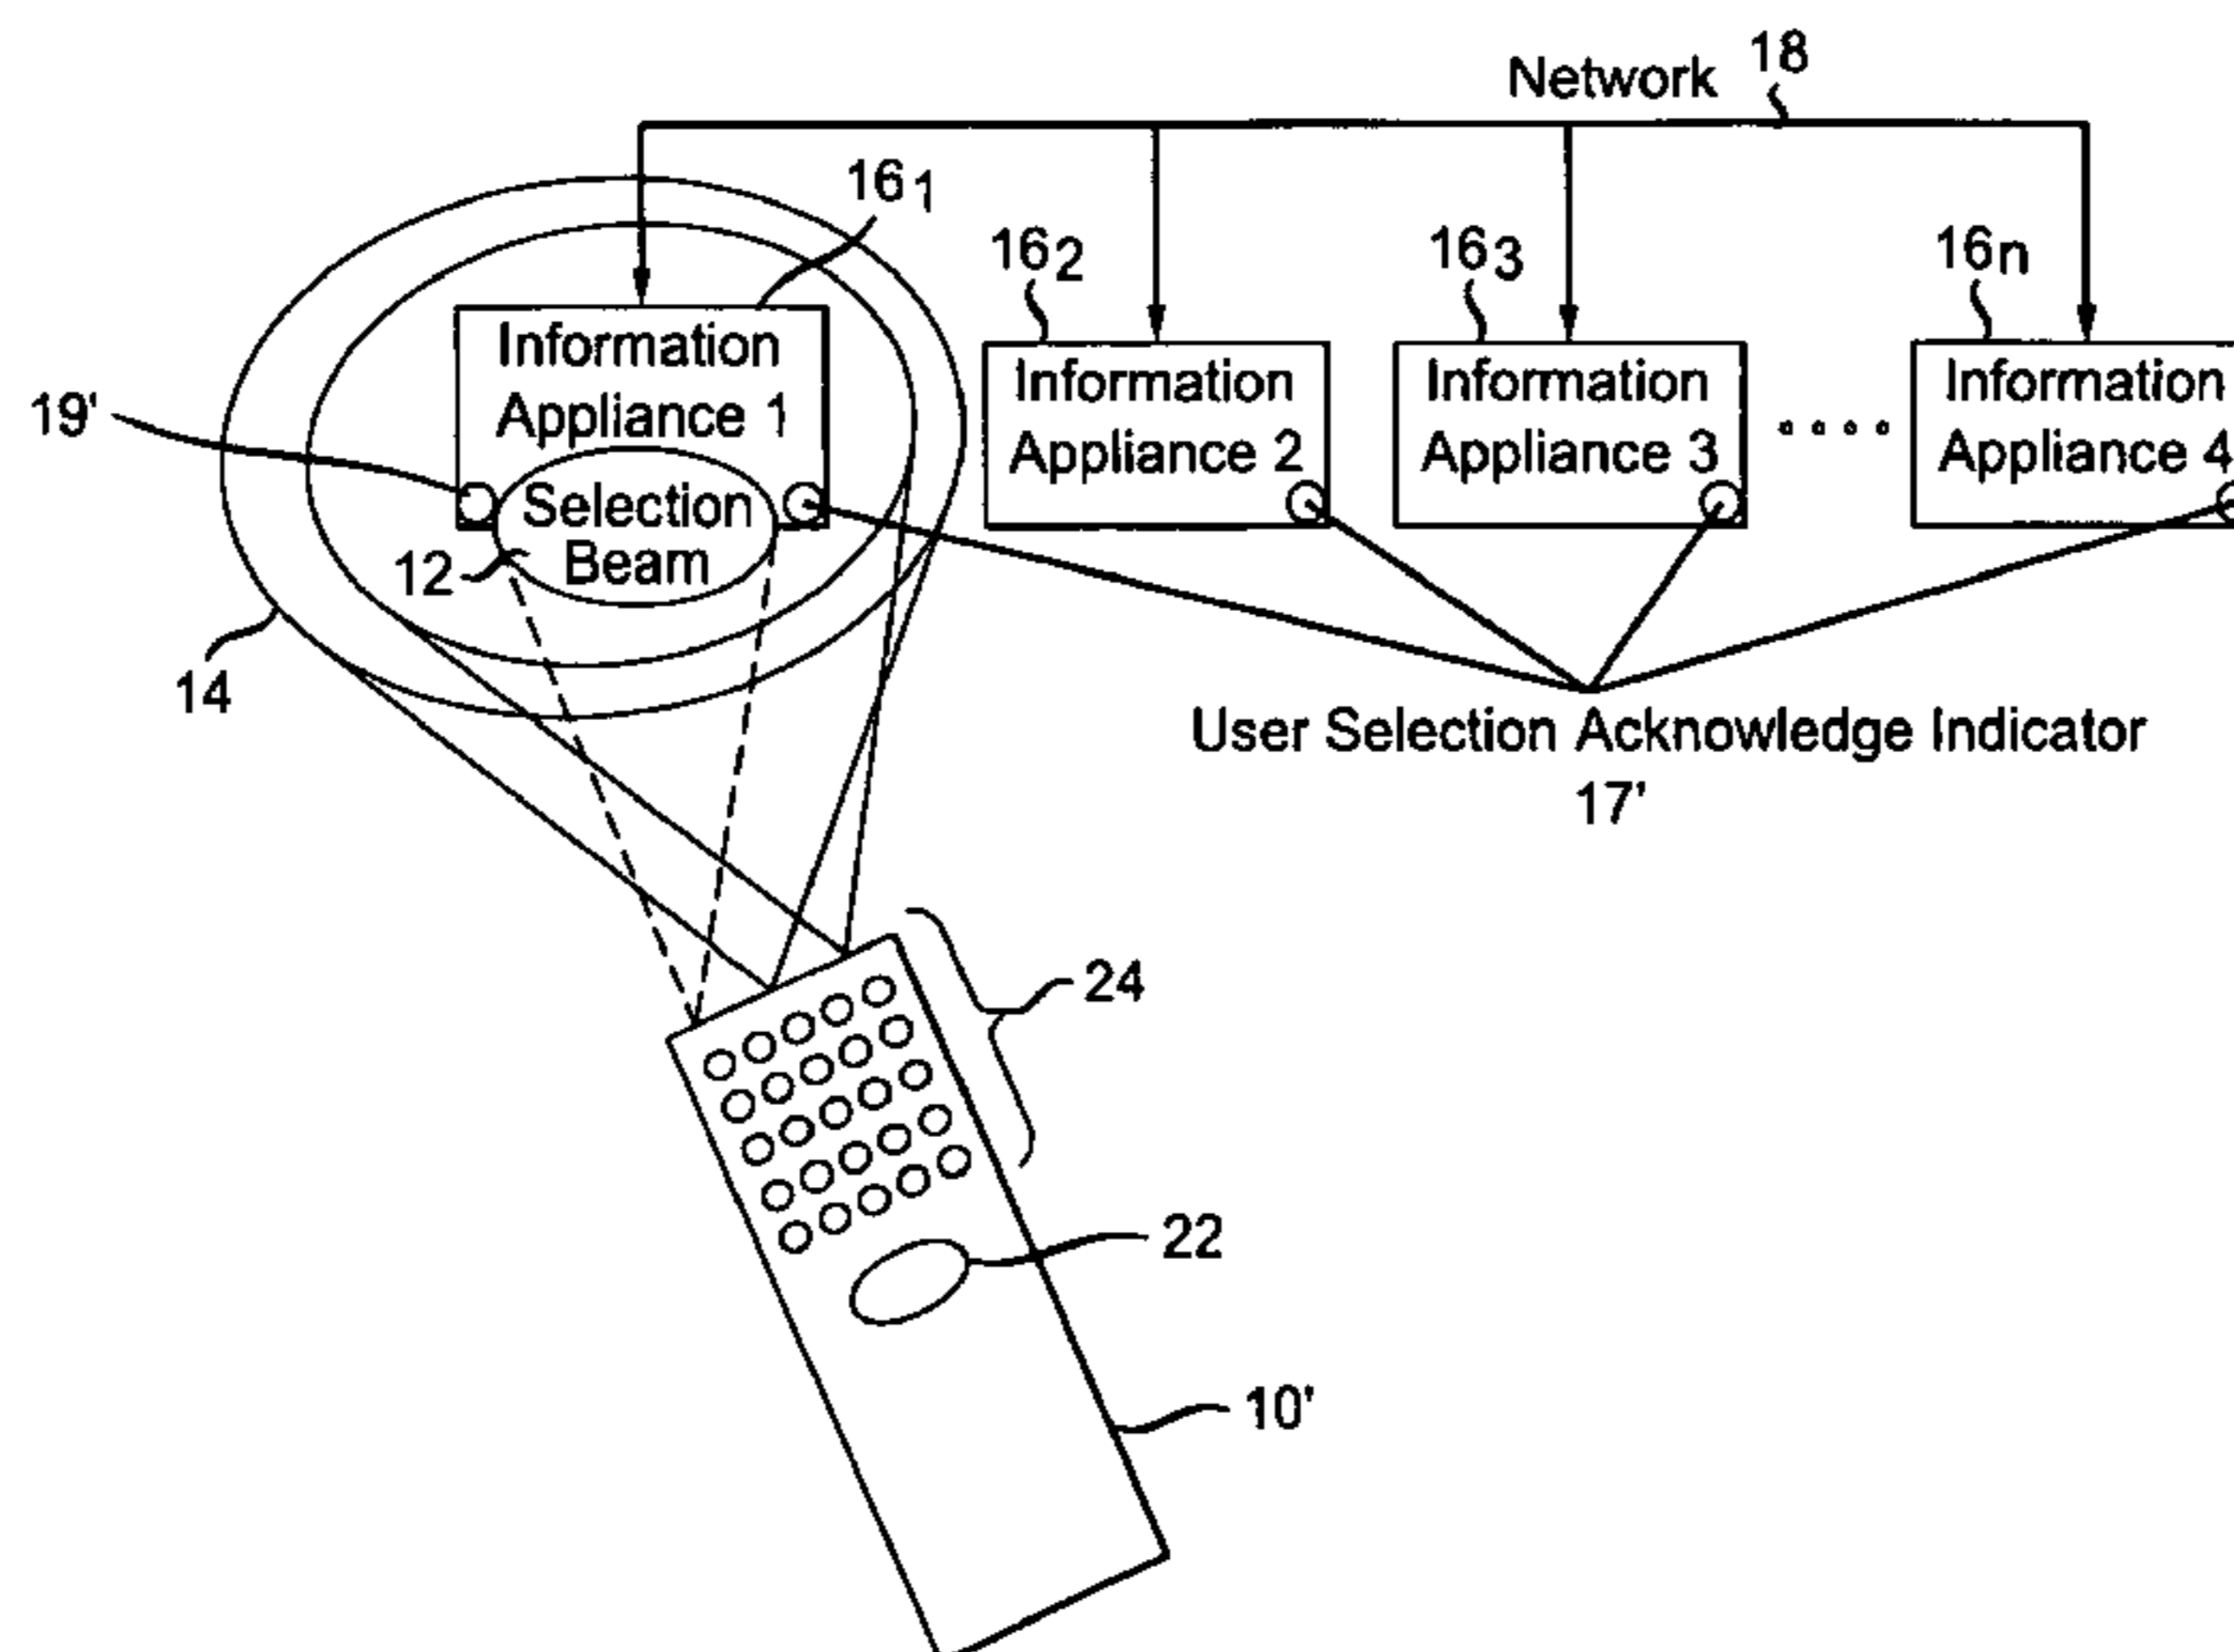 Network 18
16₁
16₂
16₃
16n
Information
Appliance 1
Information
Appliance 2
Information
Appliance 3
Information
Appliance 4
19'
Selection
Beam
12
14
User Selection Acknowledge Indicator
17'
24
22
10'